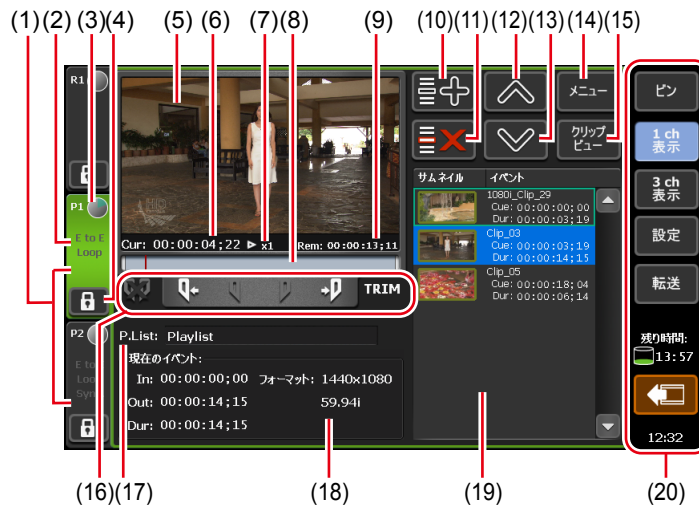 (1)(2) (3)(4) (5) (6) (7)(8) (9) (10)(11) (12)(13) (14) (15)
R1
P1
E to E
Loop
P2
E to
Loo
Syn
Cur: 00:00:04;22 x1 Rem: 00:00:13;11
TRIM
P.List: Playlist
現在のイベント:
In: 00:00:00;00 フォーマット: 1440x1080
Out: 00:00:14;15 59.94i
Dur: 00:00:14;15
メニュー
クリップ
ビュー
サムネイル イベント
1080i_Clip_29
Cue: 00:00:00;00
Dur: 00:00:03;19
Clip_03
Cue: 00:00:03;19
Dur: 00:00:14;15
Clip_05
Cue: 00:00:18;04
Dur: 00:00:06;14
ピン
1 ch
表示
3 ch
表示
設定
転送
残り時間:
13:57
12:32
(16)(17) (18) (19) (20)